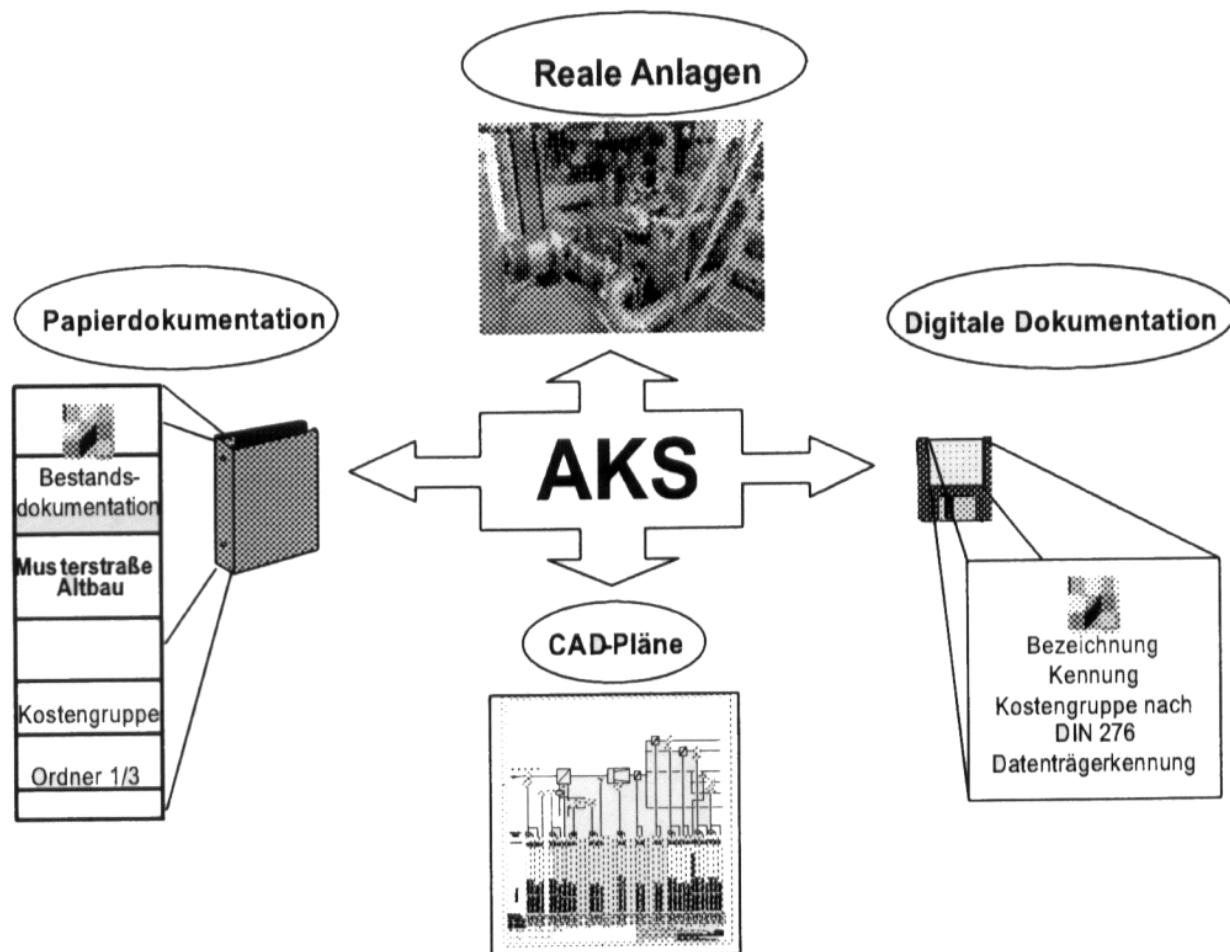 Reale Anlagen
Papierdokumentation
Digitale Dokumentation
AKS
Bestands-
dokumentation
Musterstraße
Altbau
Kostengruppe
Ordner 1/3
CAD-Pläne
Bezeichnung
Kennung
Kostengruppe nach
DIN 276
Datenträgerkennung